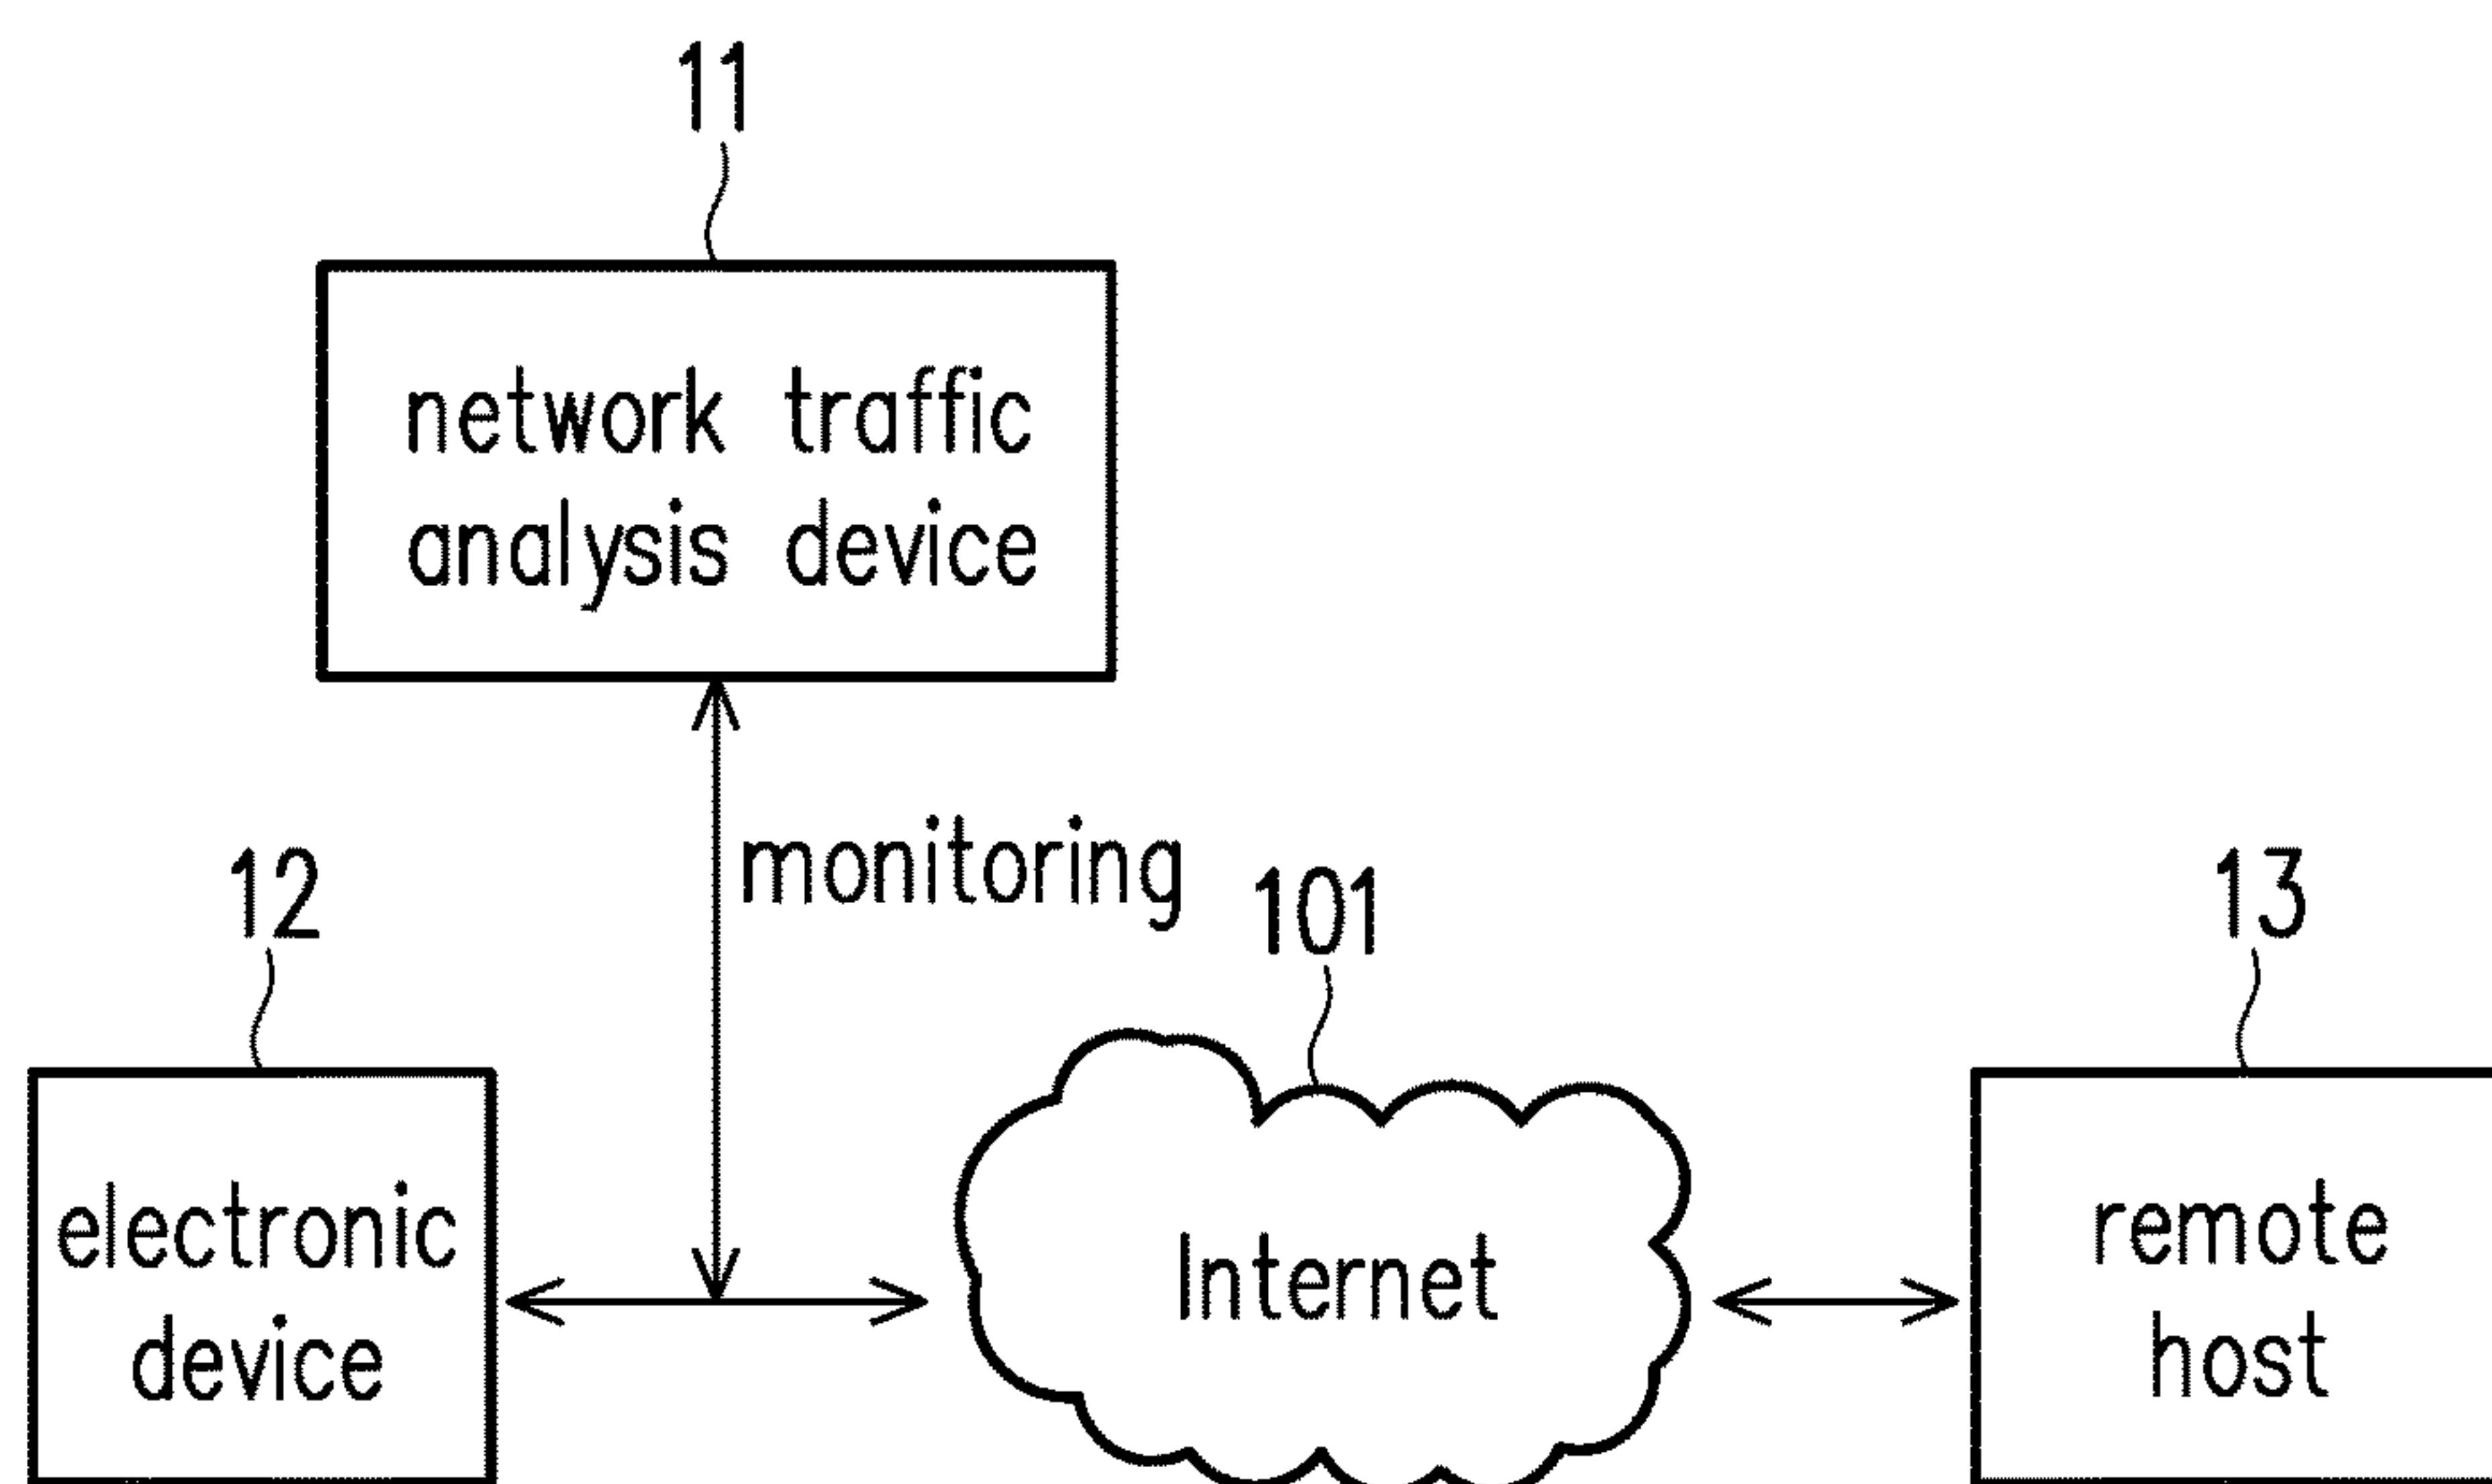 11
network traffic
analysis device
monitoring
12
101
13
electronic
device
Internet
remote
host